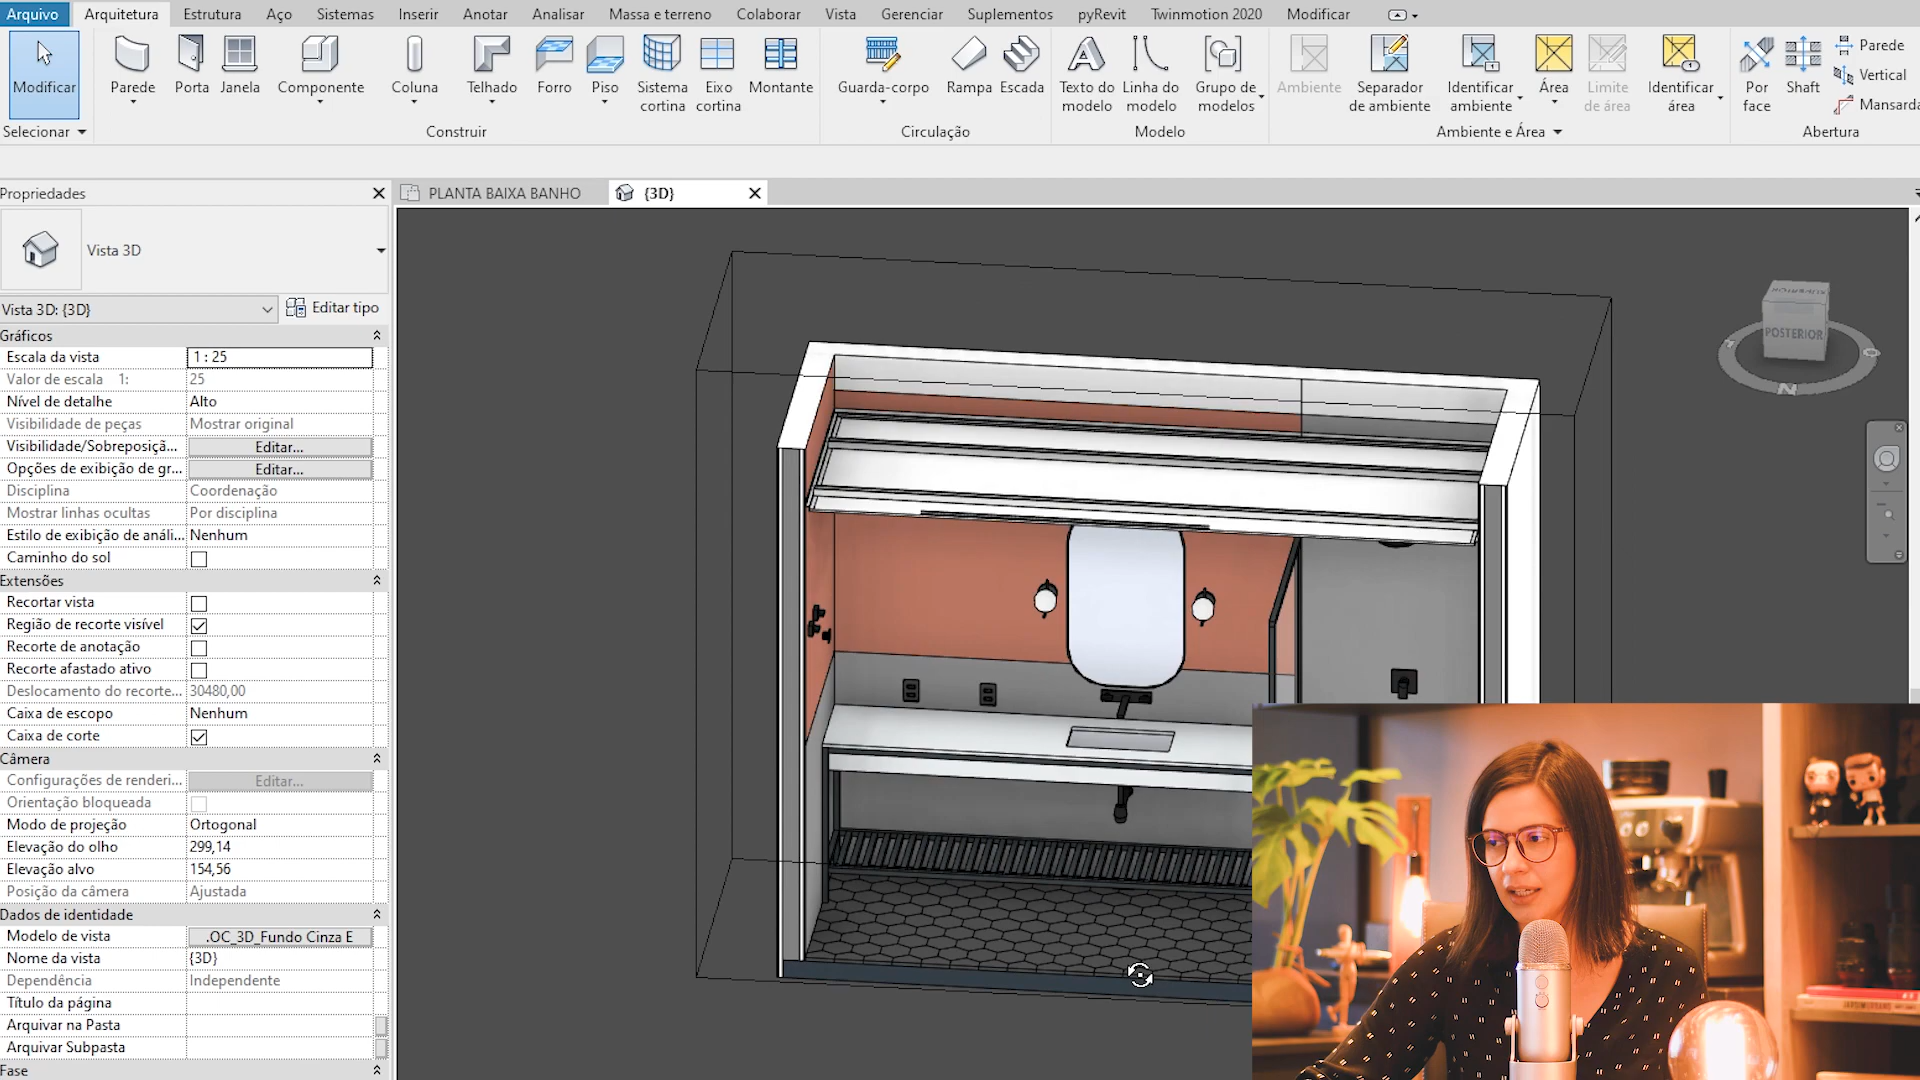 Arquivo Arquitetura Estrutura Aço Sistemas Inserir Anotar Analisar Massa e terreno Colaborar Vista Gerenciar Suplementos pyRevit Twinmotion 2020 Modificar
Modificar Parede Porta Janela Componente Coluna Telhado Forro Piso Sistema cortina Eixo cortina Montante Guarda-corpo Rampa Escada Texto do modelo Linha do modelo Grupo de modelos Ambiente Separador de ambiente Identificar ambiente Área Limite de área Identificar área Por face Shaft Parede
Vertical
Mansarda
Selecionar Construir Circulação Modelo Ambiente e Área Abertura
Propriedades PLANTA BAIXA BANHO {3D}
Vista 3D
Vista 3D: {3D} Editar tipo
Gráficos
Escala da vista 1 : 25
Valor de escala 1: 25
Nível de detalhe Alto
Visibilidade de peças Mostrar original
Visibilidade/Sobreposiçã... Editar...
Opções de exibição de gr... Editar...
Disciplina Coordenação
Mostrar linhas ocultas Por disciplina
Estilo de exibição de análi... Nenhum
Caminho do sol
Extensões
Recortar vista
Região de recorte visível
Recorte de anotação
Recorte afastado ativo
Deslocamento do recorte... 30480,00
Caixa de escopo Nenhum
Caixa de corte
Câmera
Configurações de renderi... Editar...
Orientação bloqueada
Modo de projeção Ortogonal
Elevação do olho 299,14
Elevação alvo 154,56
Posição da câmera Ajustada
Dados de identidade
Modelo de vista .OC_3D_Fundo Cinza E
Nome da vista {3D}
Dependência Independente
Título da página
Arquivar na Pasta
Arquivar Subpasta
Fase
SUPERIOR
POSTERIOR
N